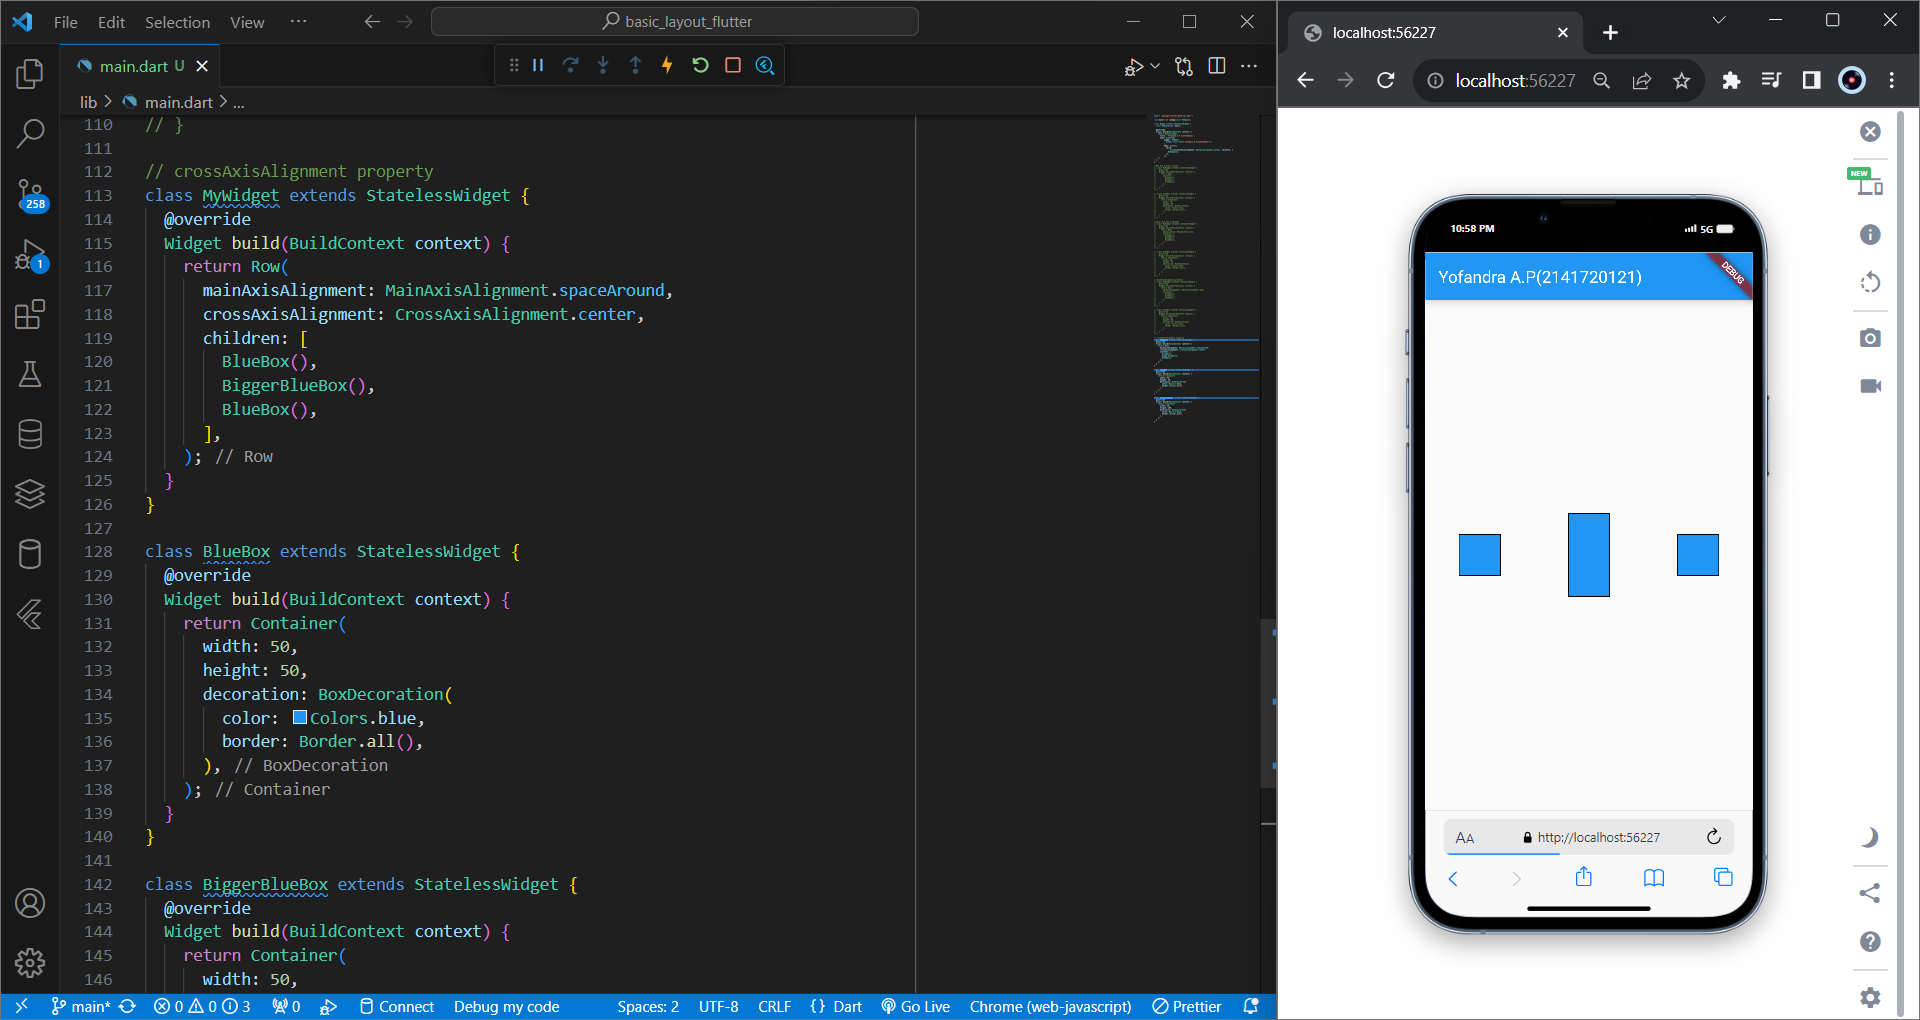 File Edit Selection View ··· basic_layout_flutter
main.dart U
lib > main.dart > ...
110 // }
111
112 // crossAxisAlignment property
113 class MyWidget extends StatelessWidget {
114 @override
115 Widget build(BuildContext context) {
116 return Row(
117 mainAxisAlignment: MainAxisAlignment.spaceAround,
118 crossAxisAlignment: CrossAxisAlignment.center,
119 children: [
120 BlueBox(),
121 BiggerBlueBox(),
122 BlueBox(),
123 ],
124 ); // Row
125 }
126 }
127
128 class BlueBox extends StatelessWidget {
129 @override
130 Widget build(BuildContext context) {
131 return Container(
132 width: 50,
133 height: 50,
134 decoration: BoxDecoration(
135 color: Colors.blue,
136 border: Border.all(),
137 ), // BoxDecoration
138 ); // Container
139 }
140 }
141
142 class BiggerBlueBox extends StatelessWidget {
143 @override
144 Widget build(BuildContext context) {
145 return Container(
146 width: 50,
258
1
main* 0 0 3 0 Connect Debug my code Spaces: 2 UTF-8 CRLF {} Dart Go Live Chrome (web-javascript) Prettier
localhost:56227
localhost:56227
NEW
10:58 PM 5G
Yofandra A.P(2141720121)
DEBUG
AA http://localhost:56227